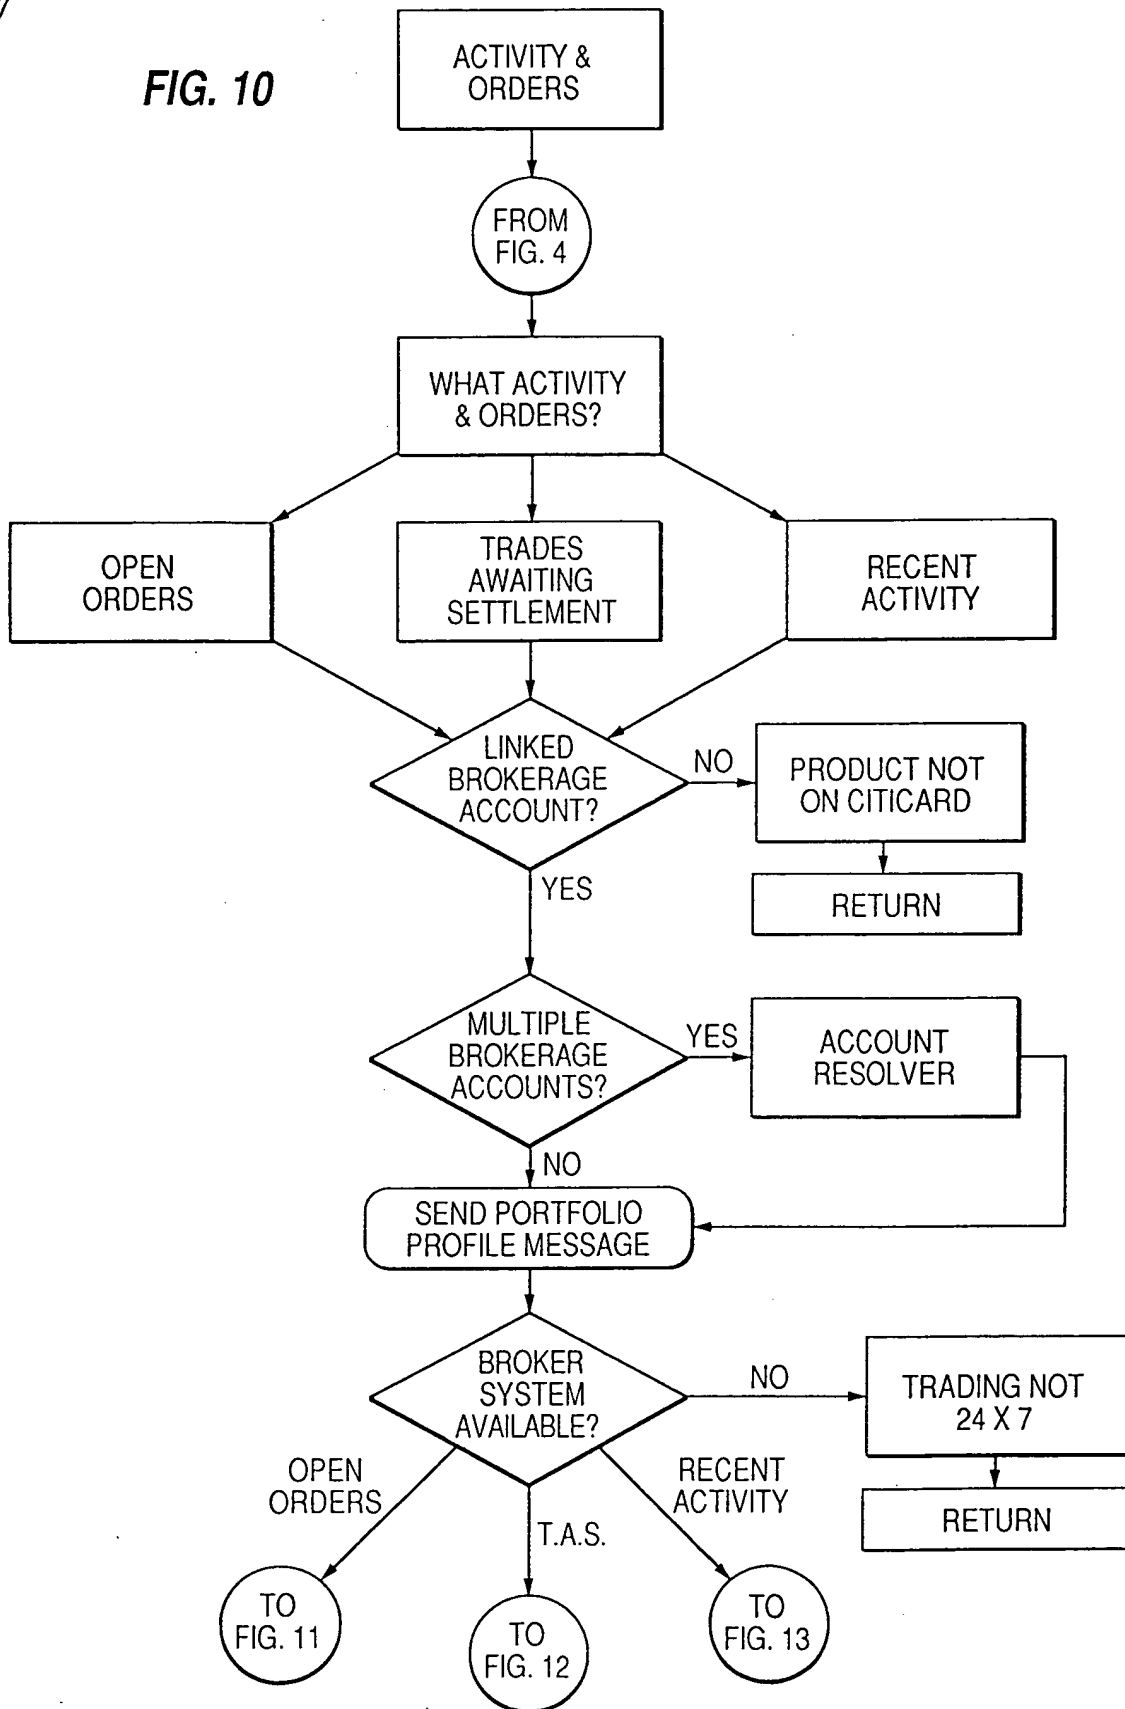 FIG. 10
ACTIVITY &
ORDERS
FROM
FIG. 4
WHAT ACTIVITY
& ORDERS?
OPEN
ORDERS
TRADES
AWAITING
SETTLEMENT
RECENT
ACTIVITY
LINKED
BROKERAGE
ACCOUNT?
NO
PRODUCT NOT
ON CITICARD
RETURN
YES
MULTIPLE
BROKERAGE
ACCOUNTS?
YES
ACCOUNT
RESOLVER
NO
SEND PORTFOLIO
PROFILE MESSAGE
BROKER
SYSTEM
AVAILABLE?
NO
TRADING NOT
24 X 7
RETURN
OPEN
ORDERS
T.A.S.
RECENT
ACTIVITY
TO
FIG. 11
TO
FIG. 12
TO
FIG. 13